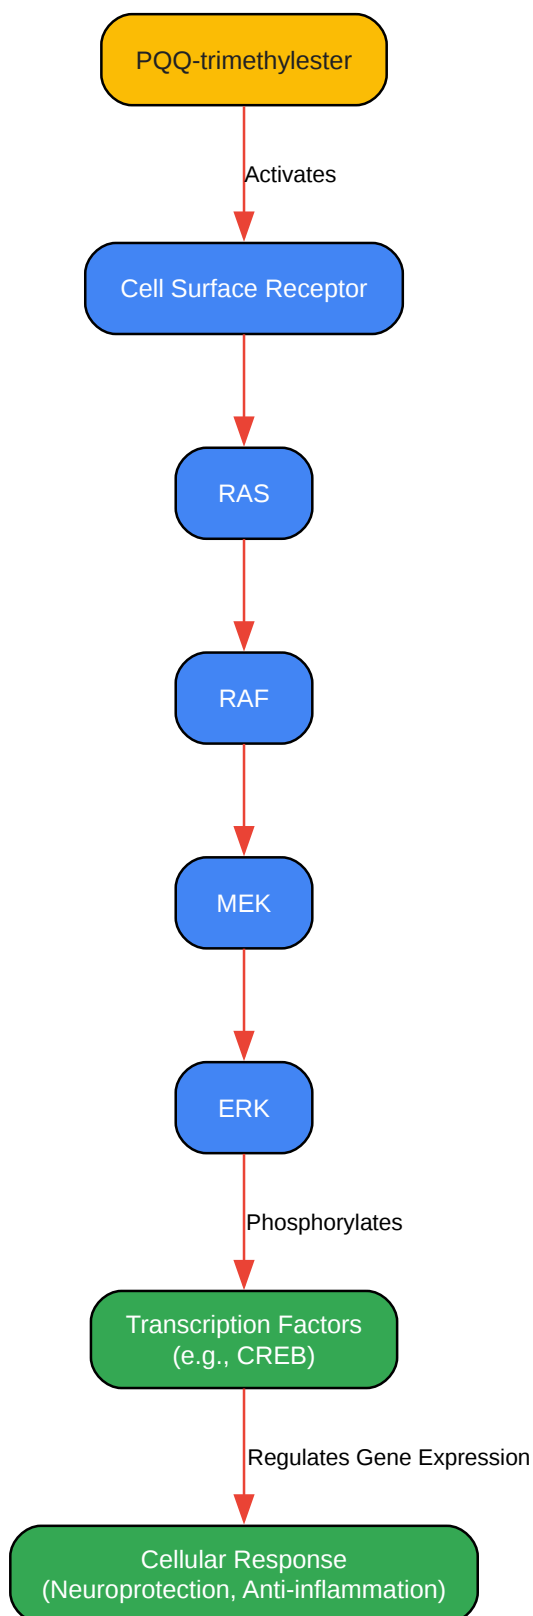 PQQ-trimethylester
Activates
Cell Surface Receptor
RAS
RAF
MEK
ERK
Phosphorylates
Transcription Factors
(e.g., CREB)
Regulates Gene Expression
Cellular Response
(Neuroprotection, Anti-inflammation)